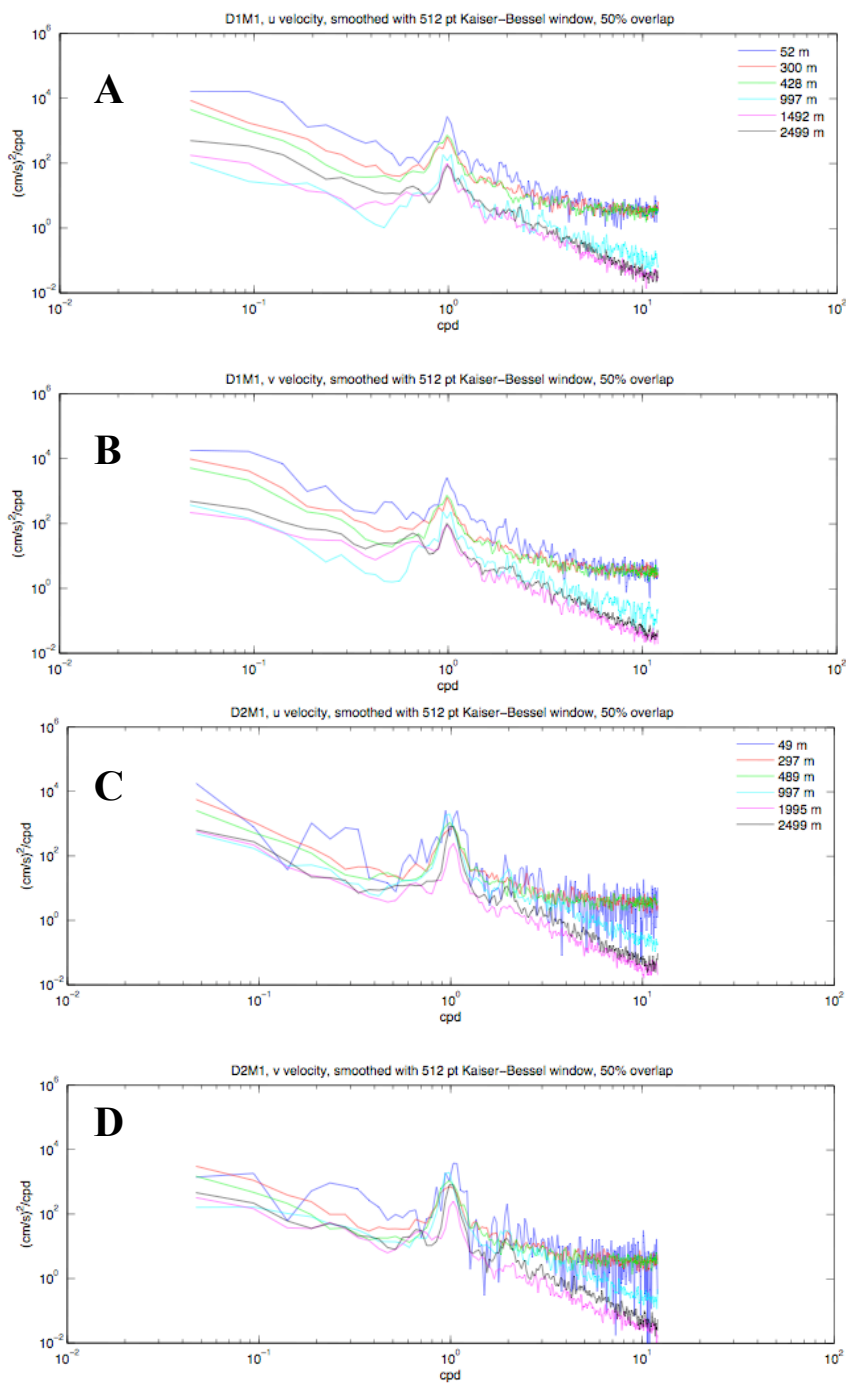 D1M1, u velocity, smoothed with 512 pt Kaiser−Bessel window, 50% overlap
A
52 m
300 m
428 m
997 m
1492 m
2499 m
10^6
10^4
10^2
10^0
10^−2
(cm/s)^2/cpd
10^−2 10^−1 10^0 10^1 10^2
cpd
D1M1, v velocity, smoothed with 512 pt Kaiser−Bessel window, 50% overlap
B
10^6
10^4
10^2
10^0
10^−2
(cm/s)^2/cpd
10^−2 10^−1 10^0 10^1 10^2
cpd
D2M1, u velocity, smoothed with 512 pt Kaiser−Bessel window, 50% overlap
C
49 m
297 m
489 m
997 m
1995 m
2499 m
10^6
10^4
10^2
10^0
10^−2
(cm/s)^2/cpd
10^−2 10^−1 10^0 10^1 10^2
cpd
D2M1, v velocity, smoothed with 512 pt Kaiser−Bessel window, 50% overlap
D
10^6
10^4
10^2
10^0
10^−2
(cm/s)^2/cpd
10^−2 10^−1 10^0 10^1 10^2
cpd